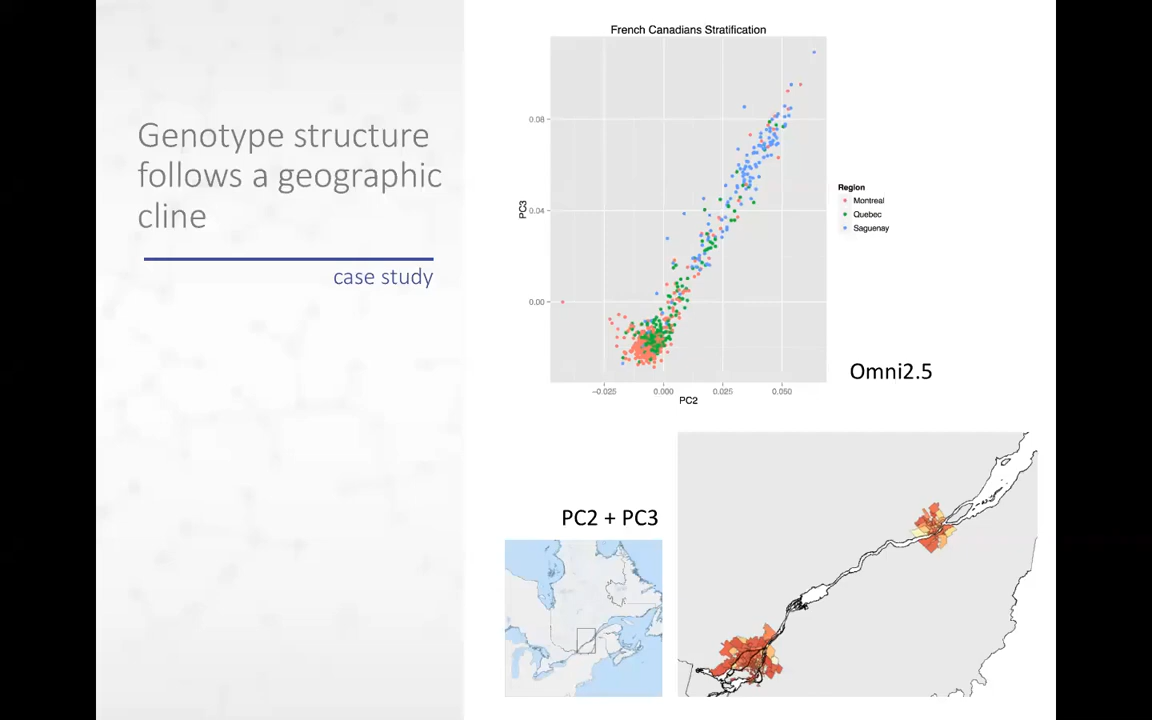 Genotype structure
follows a geographic
cline
case study
French Canadians Stratification
PC3
0.08
0.04
0.00
−0.025
0.000
0.025
0.050
PC2
Region
Montreal
Quebec
Saguenay
Omni2.5
PC2 + PC3